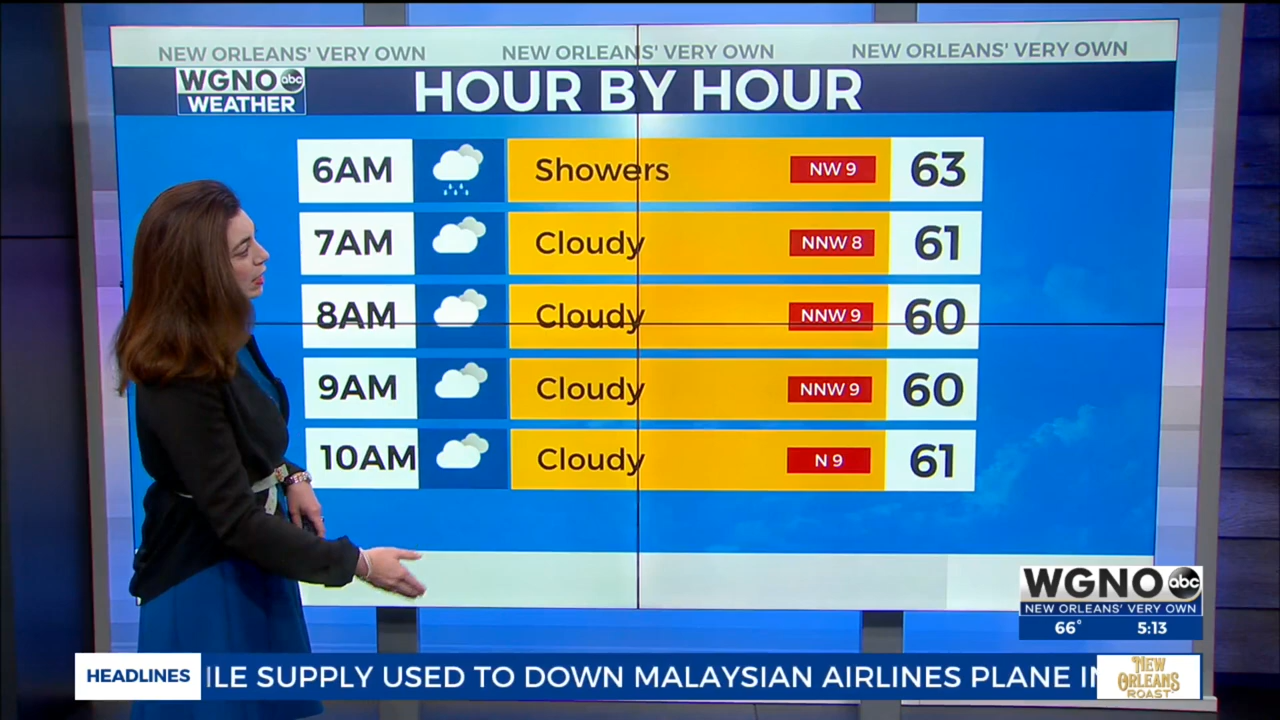 NEW ORLEANS' VERY OWN NEW ORLEANS' VERY OWN NEW ORLEANS' VERY OWN
WGNO abc
WEATHER
HOUR BY HOUR
6AM Showers NW 9 63
7AM Cloudy NNW 8 61
8AM Cloudy NNW 9 60
9AM Cloudy NNW 9 60
10AM Cloudy N 9 61
WGNO abc
NEW ORLEANS' VERY OWN
66° 5:13
HEADLINES ILE SUPPLY USED TO DOWN MALAYSIAN AIRLINES PLANE IN
NEW
ORLEANS
ROAST